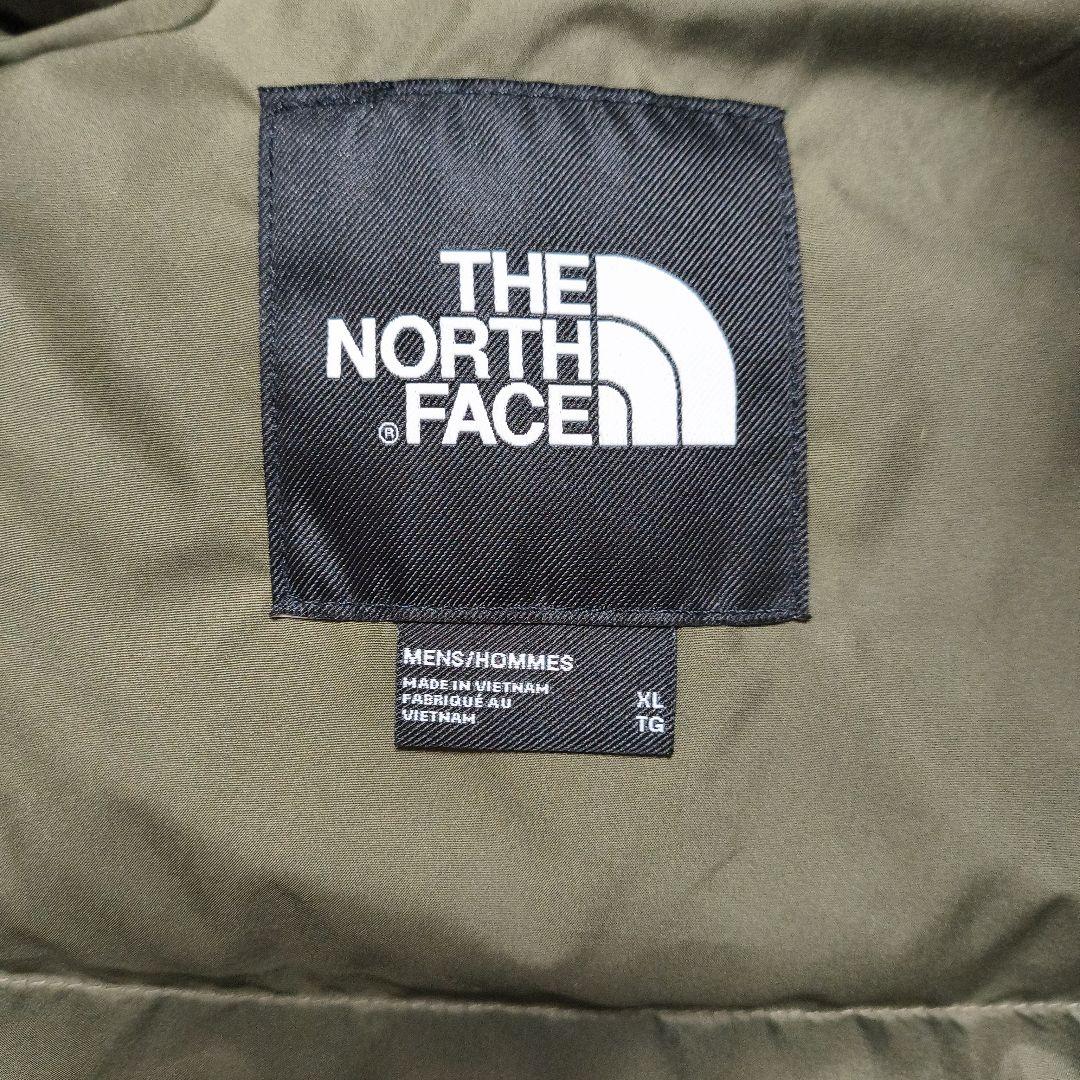 THE
NORTH
® FACE
MENS/HOMMES
MADE IN VIETNAM
FABRIQUÉ AU
VIETNAM
XL
TG